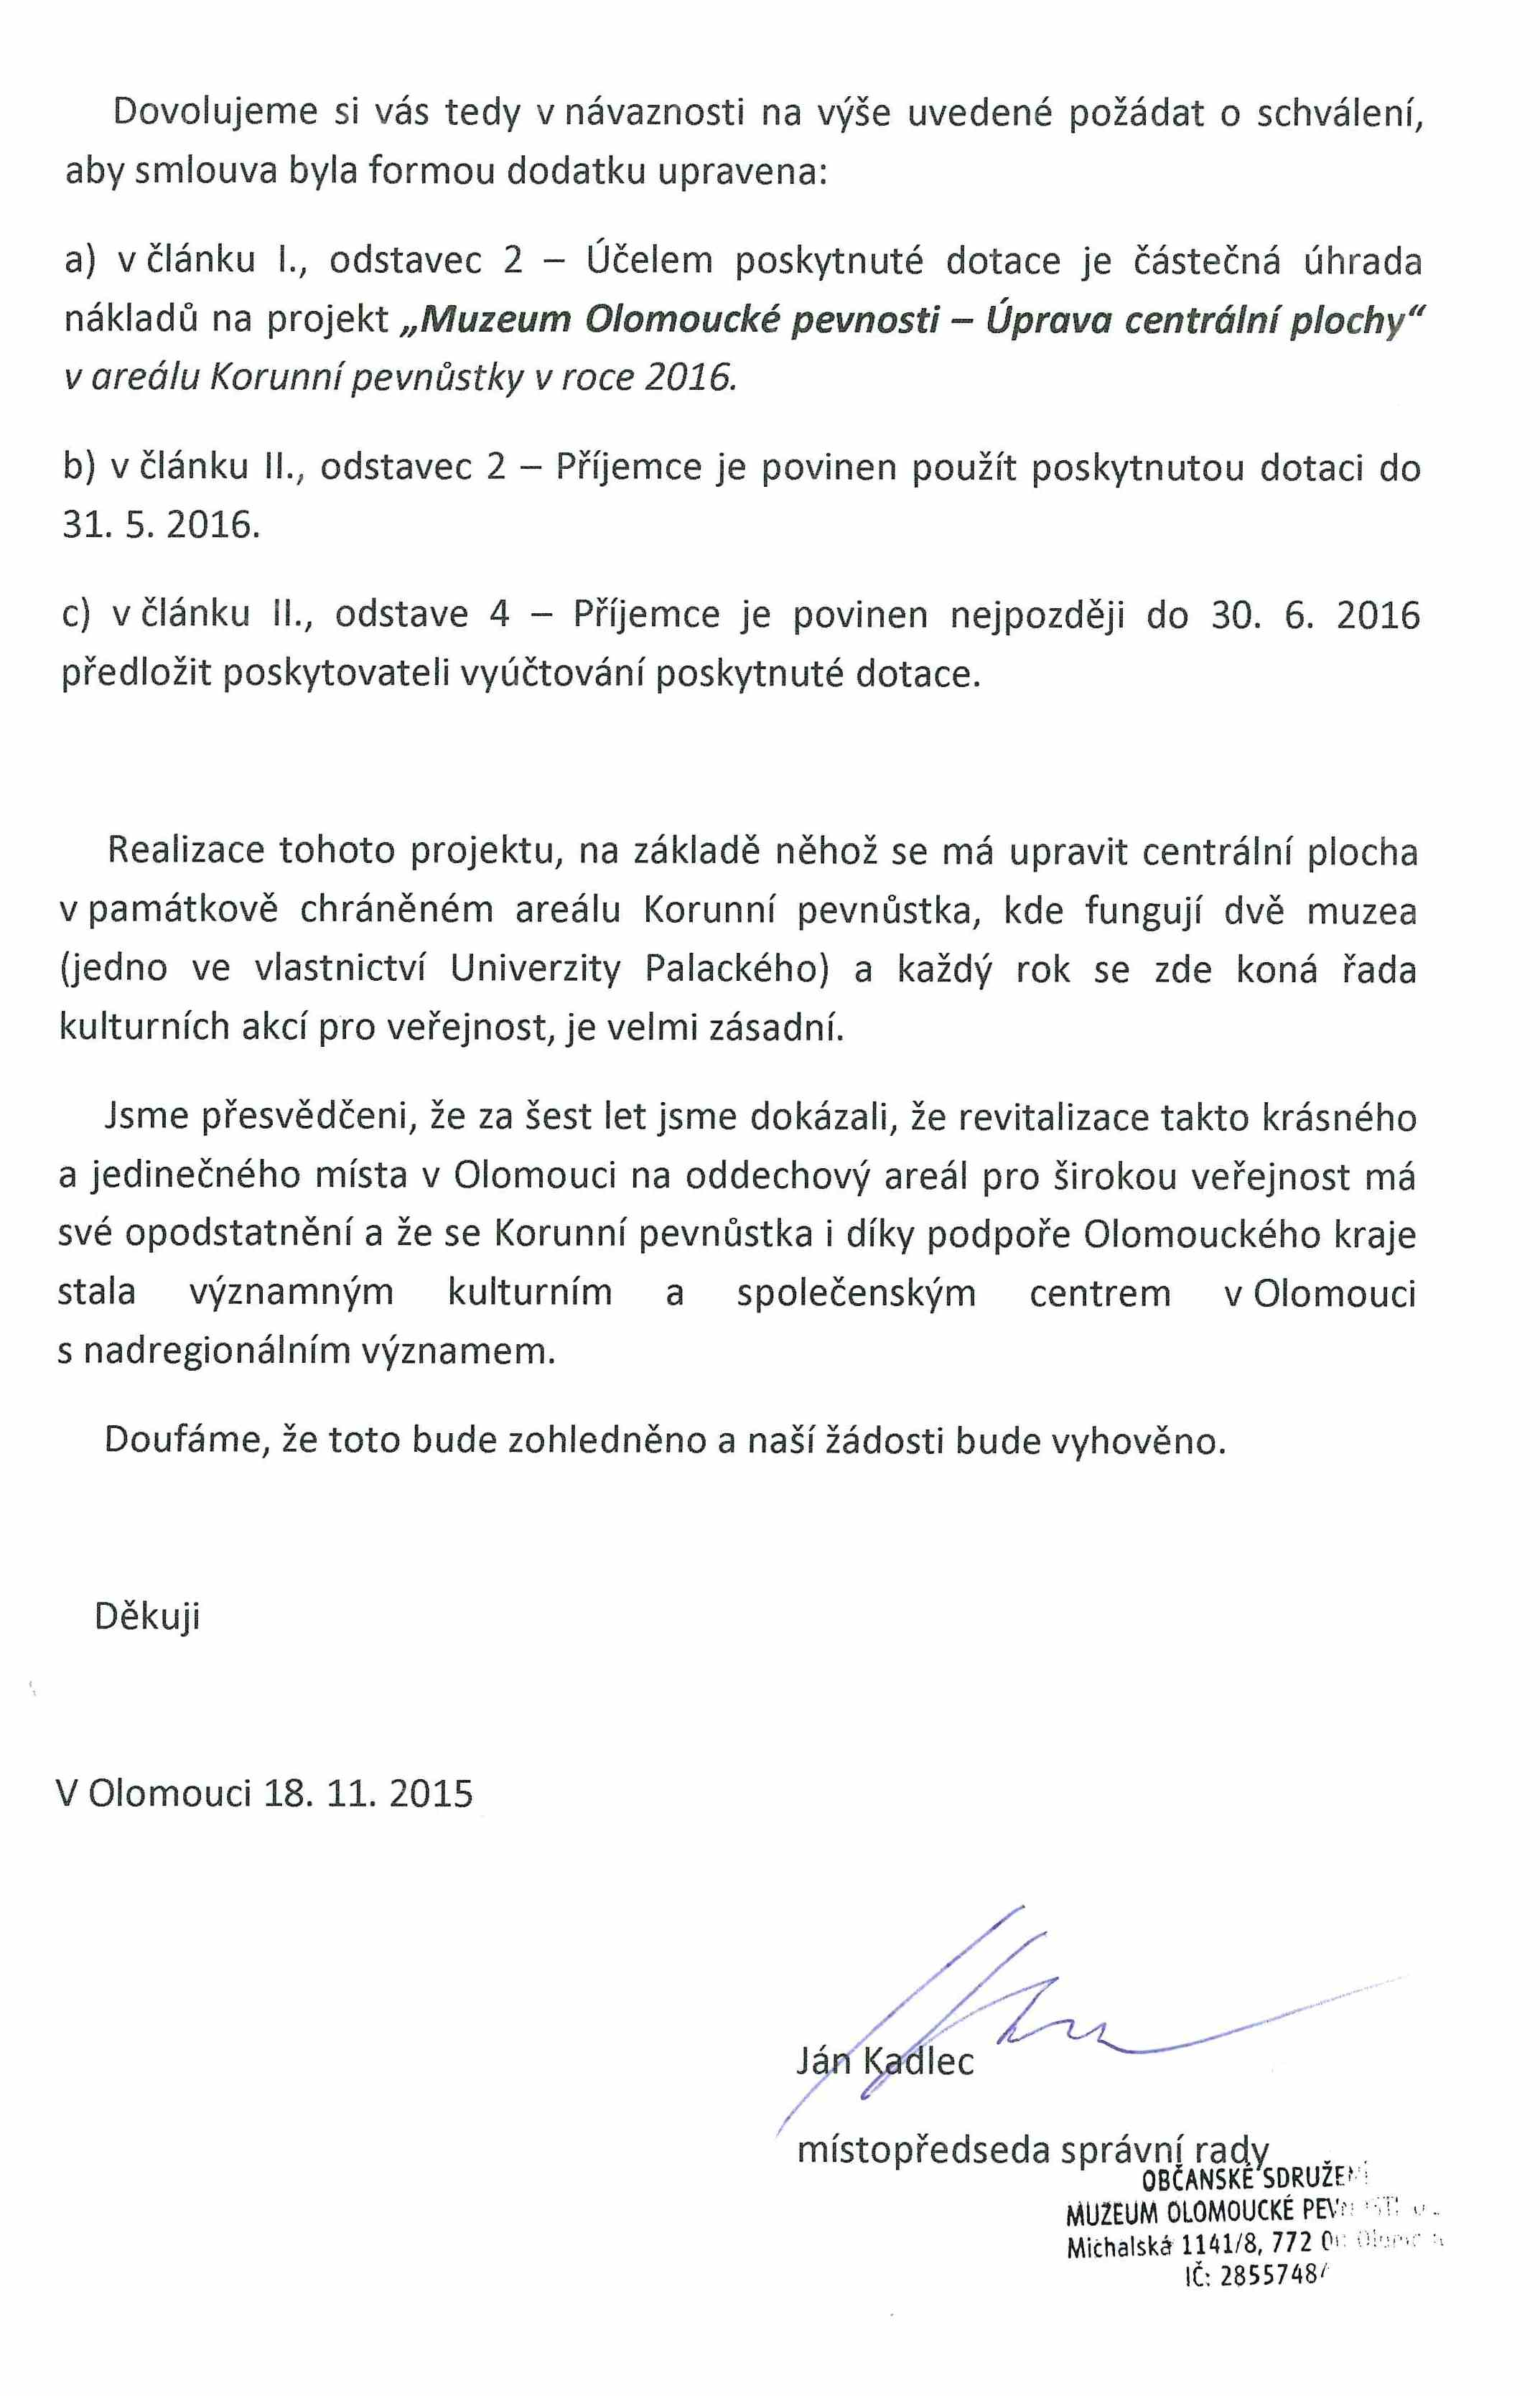 Dovolujeme si vás tedy v návaznosti na výše uvedené požádat o schválení,
aby smlouva byla formou dodatku upravena:
a) v článku I., odstavec 2 – Účelem poskytnuté dotace je částečná úhrada
nákladů na projekt „Muzeum Olomoucké pevnosti – Úprava centrální plochy“
v areálu Korunní pevnůstky v roce 2016.
b) v článku II., odstavec 2 – Příjemce je povinen použít poskytnutou dotaci do
31. 5. 2016.
c) v článku II., odstave 4 – Příjemce je povinen nejpozději do 30. 6. 2016
předložit poskytovateli vyúčtování poskytnuté dotace.
Realizace tohoto projektu, na základě něhož se má upravit centrální plocha
v památkově chráněném areálu Korunní pevnůstka, kde fungují dvě muzea
(jedno ve vlastnictví Univerzity Palackého) a každý rok se zde koná řada
kulturních akcí pro veřejnost, je velmi zásadní.
Jsme přesvědčeni, že za šest let jsme dokázali, že revitalizace takto krásného
a jedinečného místa v Olomouci na oddechový areál pro širokou veřejnost má
své opodstatnění a že se Korunní pevnůstka i díky podpoře Olomouckého kraje
stala významným kulturním a společenským centrem v Olomouci
s nadregionálním významem.
Doufáme, že toto bude zohledněno a naší žádosti bude vyhověno.
Děkuji
V Olomouci 18. 11. 2015
Ján Kadlec
místopředseda správní rady
OBČANSKÉ SDRUŽENÍ
MUZEUM OLOMOUCKÉ PEVNOSTI
Michalská 1141/8, 772
IČ: